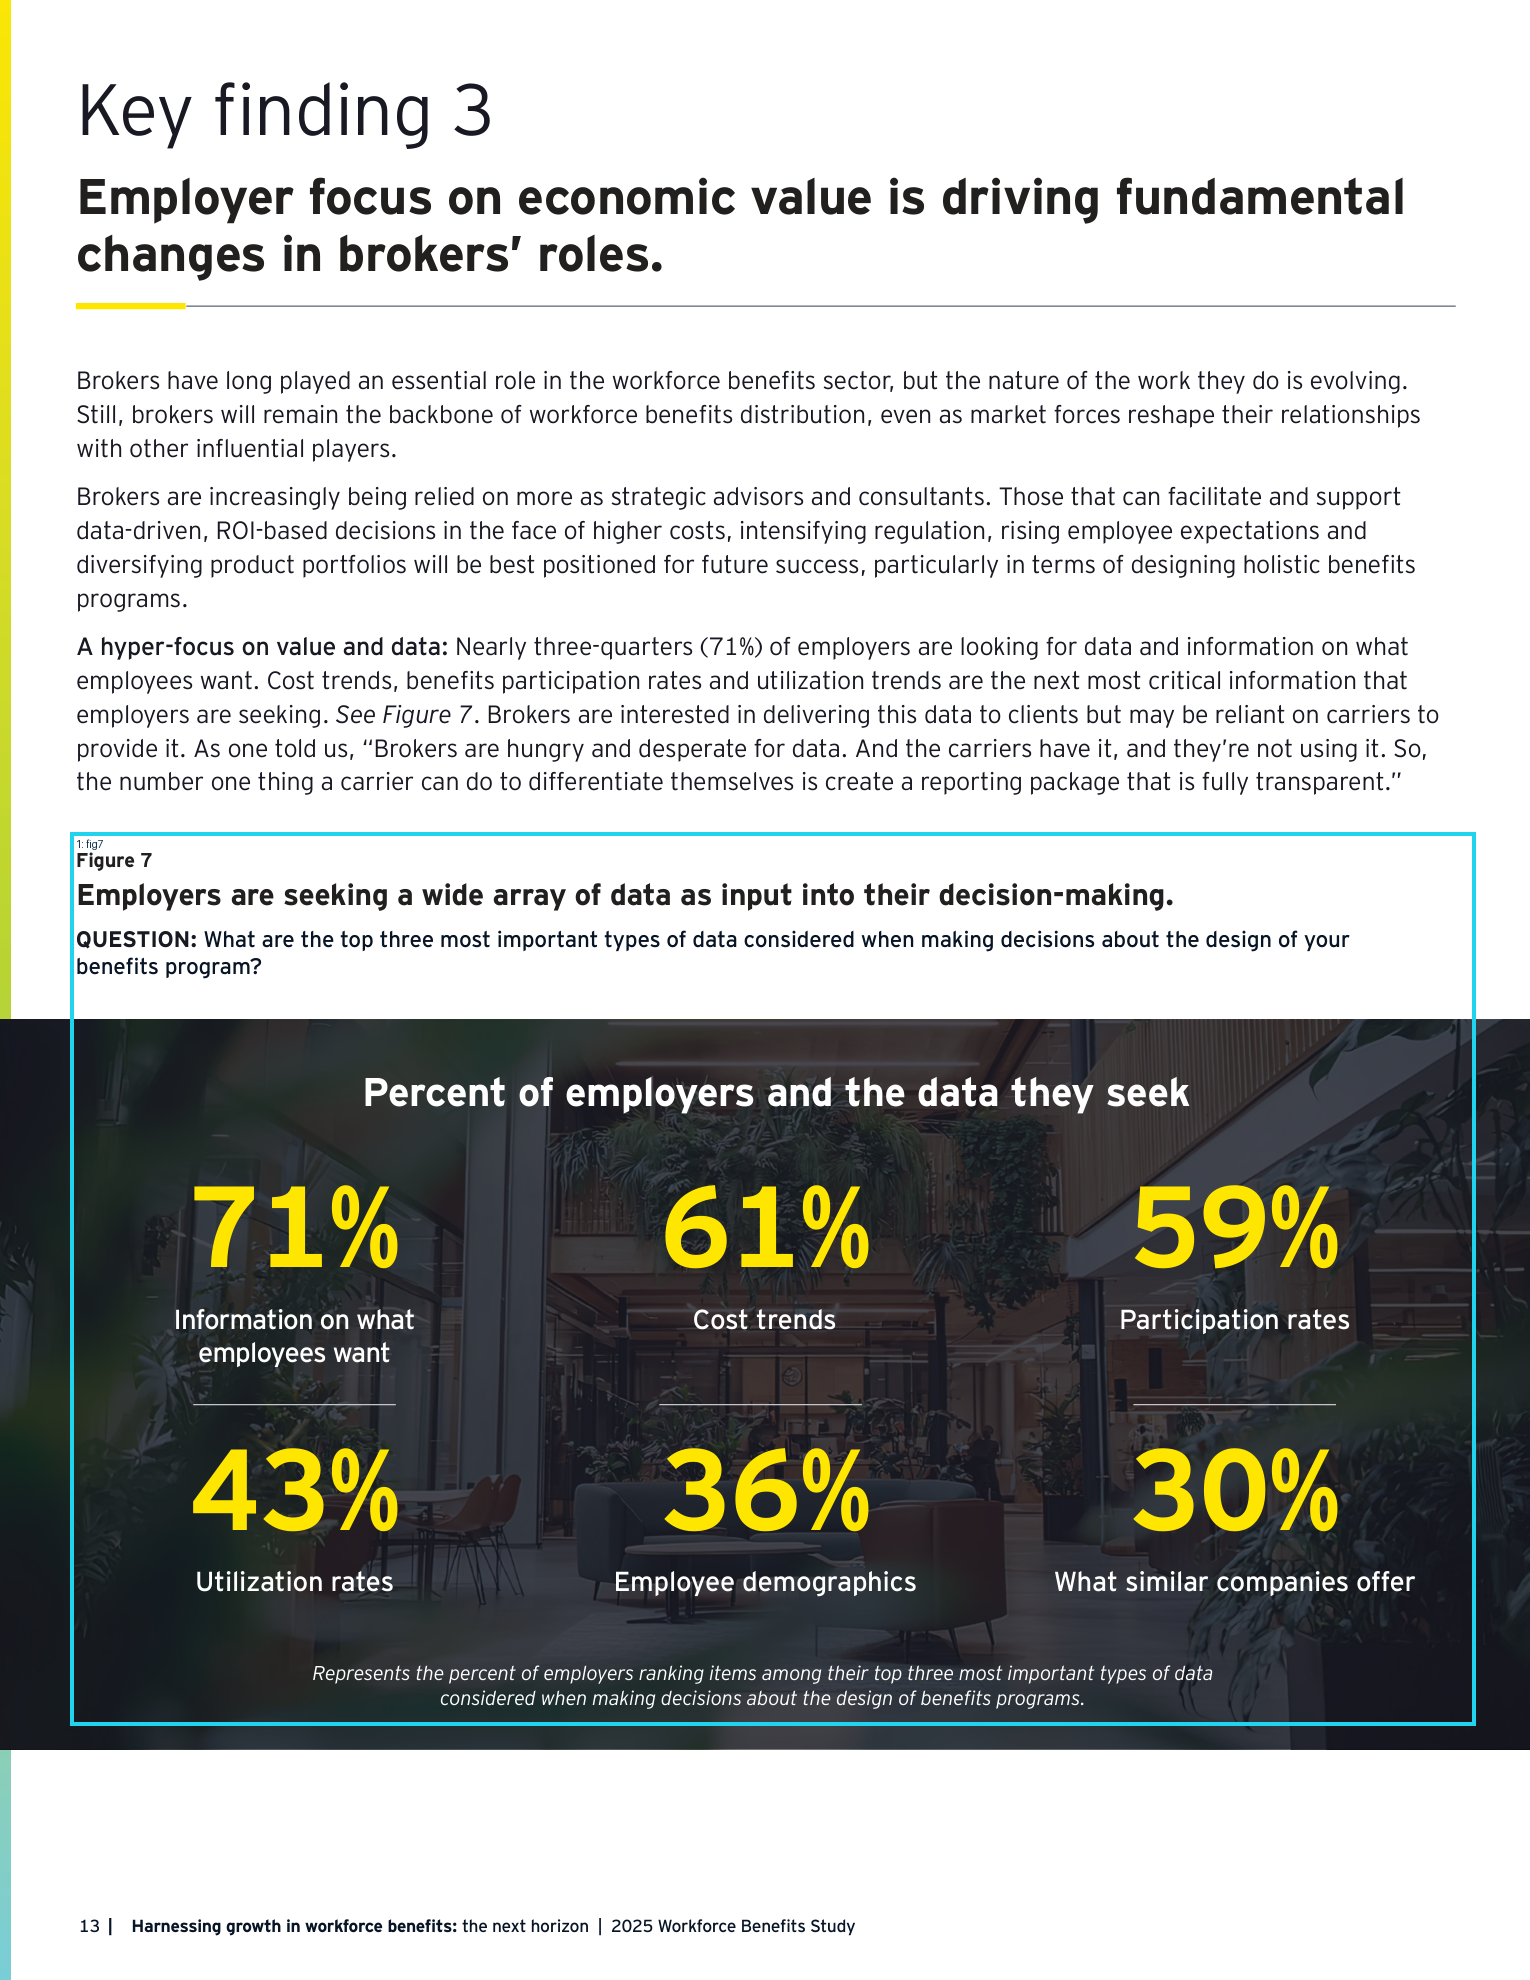 Key finding 3
Employer focus on economic value is driving fundamental
changes in brokers’ roles.
Brokers have long played an essential role in the workforce benefits sector, but the nature of the work they do is evolving.
Still, brokers will remain the backbone of workforce benefits distribution, even as market forces reshape their relationships
with other influential players.
Brokers are increasingly being relied on more as strategic advisors and consultants. Those that can facilitate and support
data-driven, ROI-based decisions in the face of higher costs, intensifying regulation, rising employee expectations and
diversifying product portfolios will be best positioned for future success, particularly in terms of designing holistic benefits
programs.
A hyper-focus on value and data: Nearly three-quarters (71%) of employers are looking for data and information on what
employees want. Cost trends, benefits participation rates and utilization trends are the next most critical information that
employers are seeking. See Figure 7. Brokers are interested in delivering this data to clients but may be reliant on carriers to
provide it. As one told us, “Brokers are hungry and desperate for data. And the carriers have it, and they’re not using it. So,
the number one thing a carrier can do to differentiate themselves is create a reporting package that is fully transparent.”
1: fig7
Figure 7
Employers are seeking a wide array of data as input into their decision-making.
QUESTION: What are the top three most important types of data considered when making decisions about the design of your
benefits program?
Percent of employers and the data they seek
71% 61% 59%
Information on what Cost trends Participation rates
employees want
43% 36% 30%
Utilization rates Employee demographics What similar companies offer
Represents the percent of employers ranking items among their top three most important types of data
considered when making decisions about the design of benefits programs.
13 | Harnessing growth in workforce benefits: the next horizon | 2025 Workforce Benefits Study